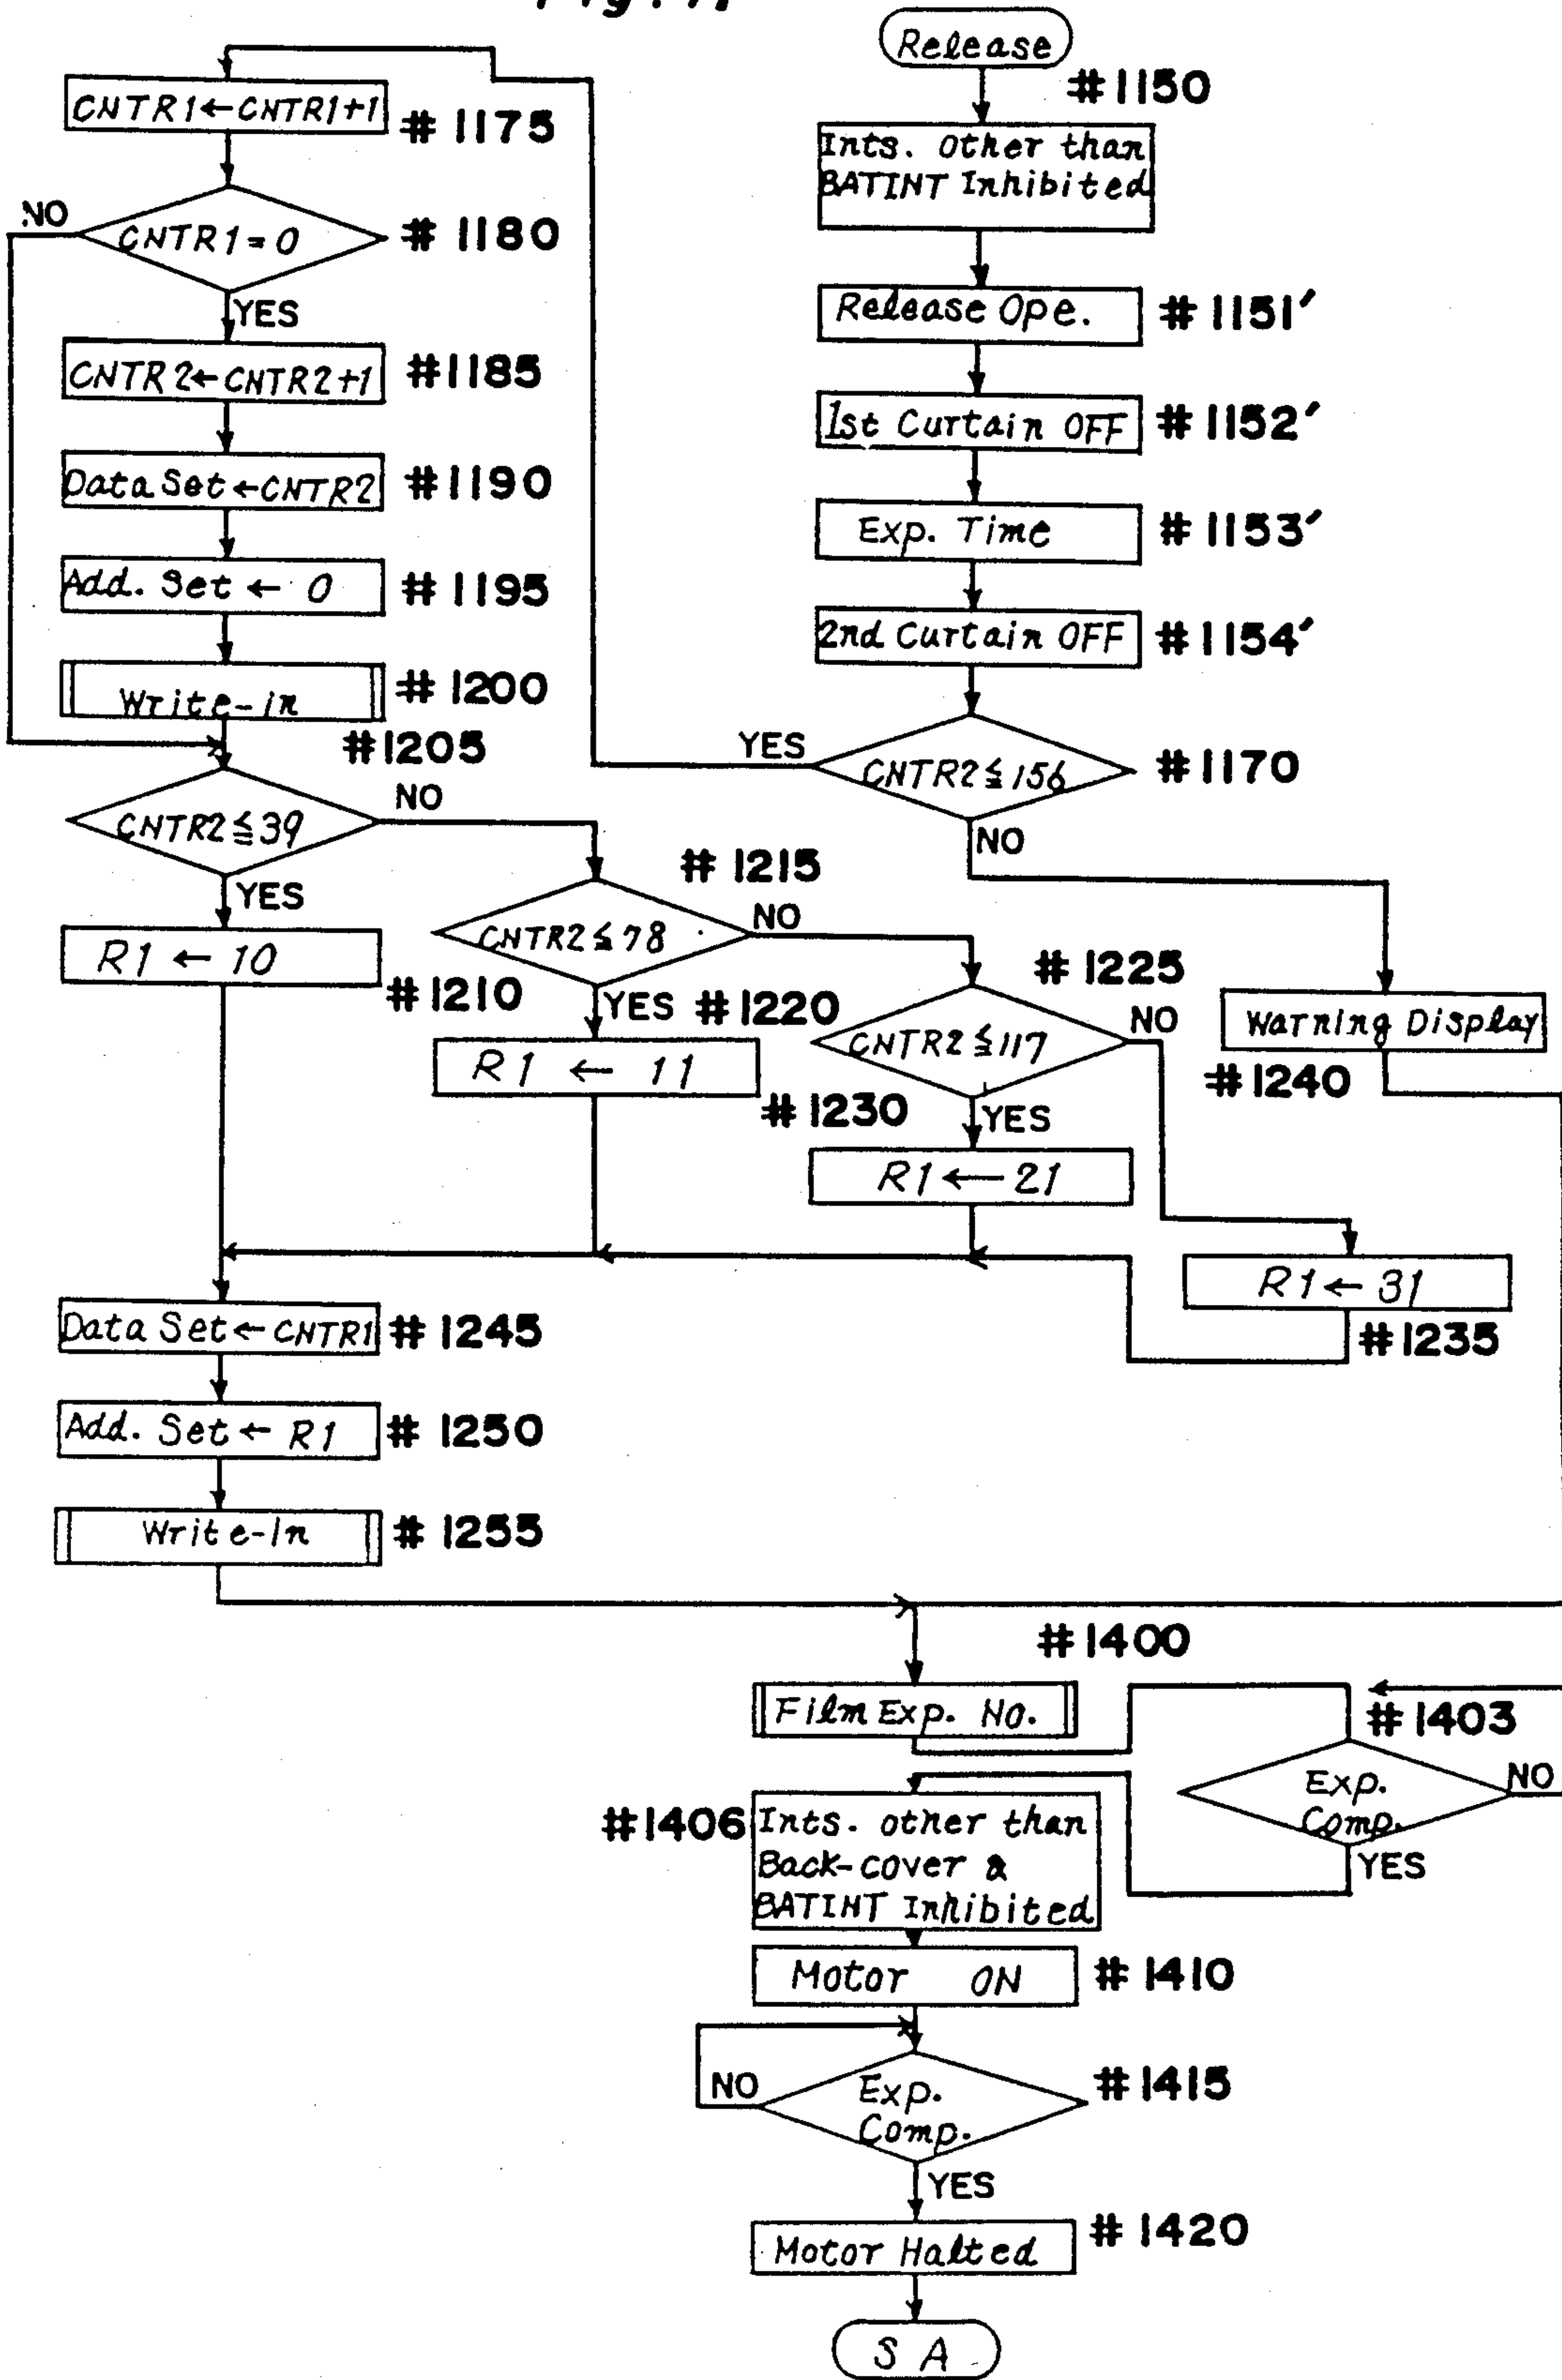 Release
#1150
Ints. Other than
BATINT Inhibited
Release Ope.
#1151′
1st Curtain OFF
#1152′
Exp. Time
#1153′
2nd Curtain OFF
#1154′
CNTR2≦156
#1170
YES
NO
CNTR1←CNTR1+1
#1175
CNTR1=0
#1180
NO
YES
CNTR2←CNTR2+1
#1185
Data Set←CNTR2
#1190
Add. Set ← 0
#1195
Write-in
#1200
#1205
CNTR2≦39
NO
YES
R1 ← 10
#1210
#1215
CNTR2≦78
NO
YES
#1220
R1 ← 11
#1225
CNTR2≦117
NO
YES
#1230
R1 ← 21
R1 ← 31
#1235
Warning Display
#1240
Data Set←CNTR1
#1245
Add. Set ← R1
#1250
Write-In
#1255
#1400
Film Exp. No.
#1403
Exp.
Comp.
NO
YES
#1406
Ints. other than
Back-cover &
BATINT Inhibited
Motor ON
#1410
Exp.
Comp.
#1415
NO
YES
Motor Halted
#1420
S A